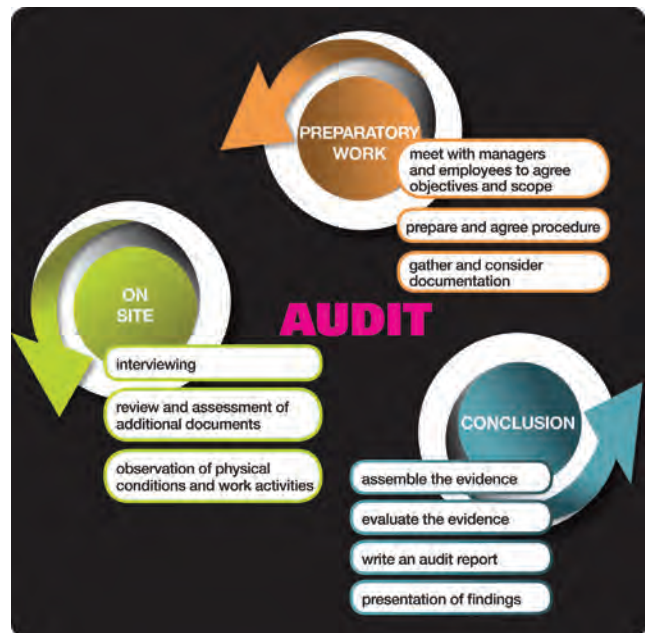 PREPARATORY
WORK
meet with managers
and employees to agree
objectives and scope
prepare and agree procedure
gather and consider
documentation
ON
SITE
AUDIT
interviewing
review and assessment of
additional documents
observation of physical
conditions and work activities
CONCLUSION
assemble the evidence
evaluate the evidence
write an audit report
presentation of findings